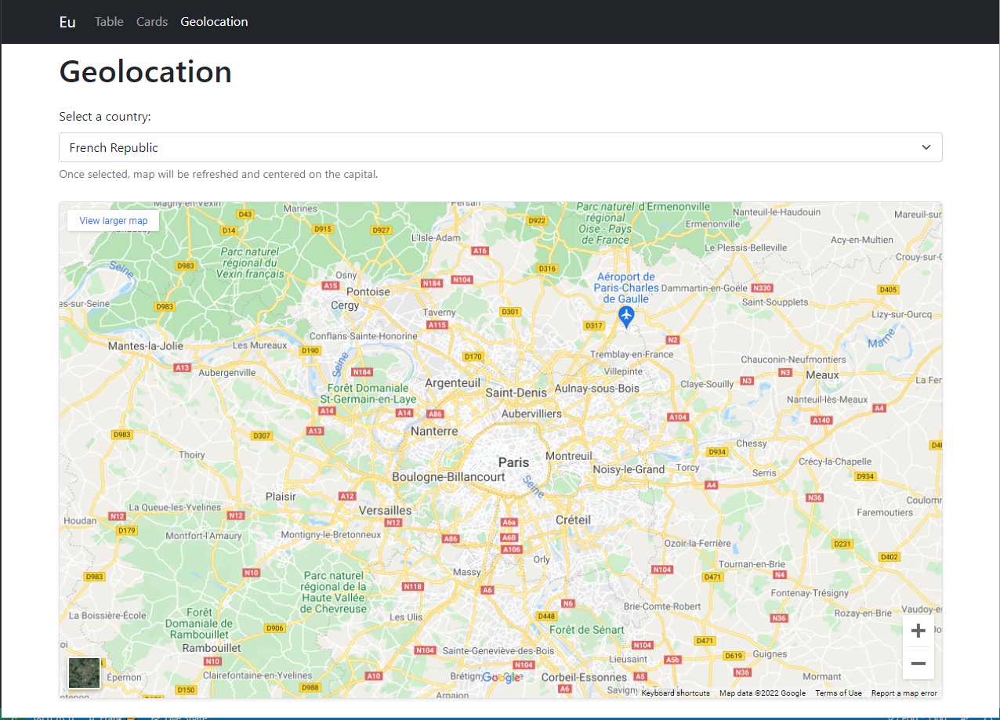 Eu Table Cards Geolocation
Geolocation
Select a country:
French Republic
Once selected, map will be refreshed and centered on the capital.
View larger map
Magny-en-Vexin
D43
Marines
Persan
D922
Parc naturel
régional
Oise - Pays
de France
d'Ermenonville
Ermenonville
Nanteuil-le-Haudouin
Mareuil-sur-
D14
D915
D927
L'Isle-Adam
A16
Acy-en-Multien
Le Plessis-Belleville
Crouy-sur-
Parc naturel
régional du
Vexin français
Seine
D983
D316
Osny
A15
Pontoise
Cergy
N184
N104
Aéroport de
Paris-Charles
de Gaulle
Dammartin-en-Goële
N330
Saint-Soupplets
D405
es-sur-Seine
D983
Taverny
D301
A115
D317
Lizy-sur-Ourcq
Conflans-Sainte-Honorine
N2
Marne
Mantes-la-Jolie
Les Mureaux
D190
D170
Tremblay-en-France
Chauconin-Neufmontiers
A13
Aubergenville
Seine
N184
Villepinte
N3
Meaux
Argenteuil
Saint-Denis
Aulnay-sous-Bois
Claye-Souilly
N3
La Fer
Forêt Domaniale
St-Germain-en-Laye
Nanteuil-lès-Meaux
A14
A14
A86
Aubervilliers
A104
A140
A4
D983
D307
A13
Nanterre
Chessy
Thoiry
Paris
Montreuil
D934
Crécy-la-Chapelle
Boulogne-Billancourt
Seine
Noisy-le-Grand
Torcy
Serris
D934
A4
Plaisir
A12
N36
Coulomn
La Queue-les-Yvelines
Versailles
Faremoutiers
Houdan
N12
N12
N12
A6a
Créteil
D179
Montfort-l'Amaury
Montigny-le-Bretonneux
A86
A6B
A106
Ozoir-la-Ferrière
D231
D402
Orly
Tournan-en-Brie
N10
Massy
N104
D471
N4
D983
Parc naturel
régional de la
Haute Vallée
de Chevreuse
N118
A6
Fontenay-Trésigny
N6
Brie-Comte-Robert
La Boissière-École
Forêt
Domaniale de
Rambouillet
D906
Les Ulis
D448
Forêt de Sénart
N36
Rozay-en-Brie
Vaudoy-e
Rambouillet
N10
N104
Sainte-Geneviève-des-Bois
N104
D471
D619
Guignes
Lieusaint
A5b
N104
Épernon
Clairefontaine-en-Yvelines
A10
Brétign
Google
Corbeil-Essonnes
A5
N36
Mormant
D150
D988
Arpajon
A6
Savigny
Keyboard shortcuts Map data ©2022 Google Terms of Use Report a map error